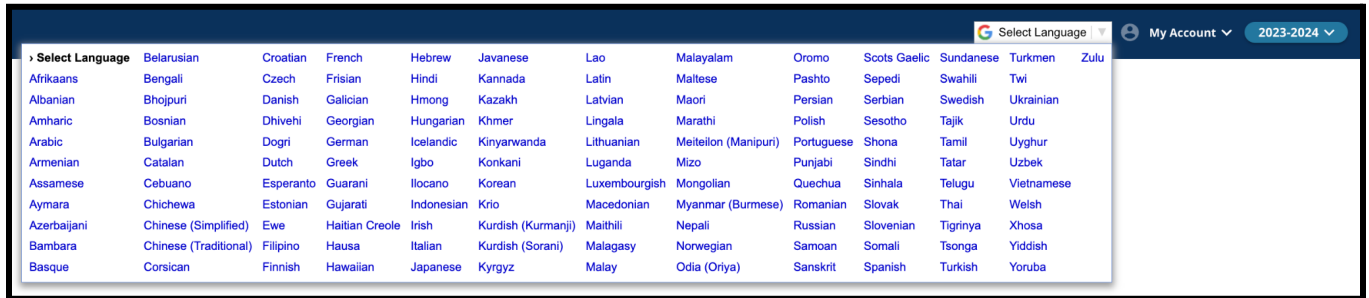 Select Language ▼ My Account 2023-2024
› Select Language Belarusian Croatian French Hebrew Javanese Lao Malayalam Oromo Scots Gaelic Sundanese Turkmen Zulu
Afrikaans Bengali Czech Frisian Hindi Kannada Latin Maltese Pashto Sepedi Swahili Twi
Albanian Bhojpuri Danish Galician Hmong Kazakh Latvian Maori Persian Serbian Swedish Ukrainian
Amharic Bosnian Dhivehi Georgian Hungarian Khmer Lingala Marathi Polish Sesotho Tajik Urdu
Arabic Bulgarian Dogri German Icelandic Kinyarwanda Lithuanian Meiteilon (Manipuri) Portuguese Shona Tamil Uyghur
Armenian Catalan Dutch Greek Igbo Konkani Luganda Mizo Punjabi Sindhi Tatar Uzbek
Assamese Cebuano Esperanto Guarani Ilocano Korean Luxembourgish Mongolian Quechua Sinhala Telugu Vietnamese
Aymara Chichewa Estonian Gujarati Indonesian Krio Macedonian Myanmar (Burmese) Romanian Slovak Thai Welsh
Azerbaijani Chinese (Simplified) Ewe Haitian Creole Irish Kurdish (Kurmanji) Maithili Nepali Russian Slovenian Tigrinya Xhosa
Bambara Chinese (Traditional) Filipino Hausa Italian Kurdish (Sorani) Malagasy Norwegian Samoan Somali Tsonga Yiddish
Basque Corsican Finnish Hawaiian Japanese Kyrgyz Malay Odia (Oriya) Sanskrit Spanish Turkish Yoruba